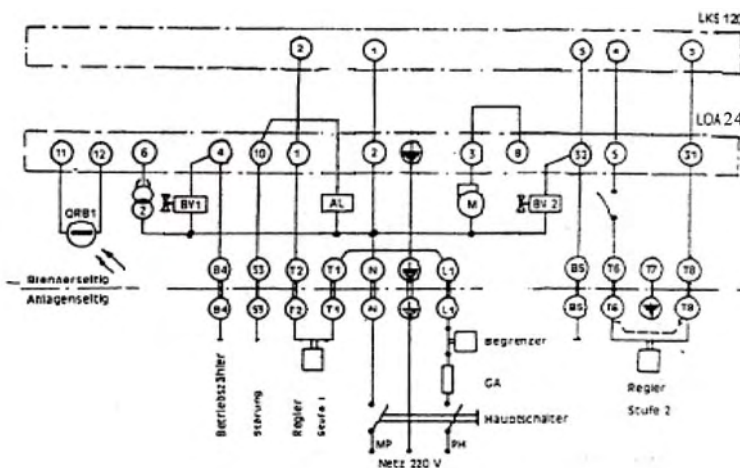 LKS 120
2 1 5 4 3
LOA 24
11 12 6 4 10 1 2 3 8 32 5 31
QRB1
Z BV1 AL M BV 2
Brennerseitig
B4 S3 T2 T1 N L1 B5 T6 T7 T8
Anlagenseitig
B4 S3 T2 T1 N L1 B5 T6 T8
Betriebszähler
Störung
Regler
Stufe 1
Begrenzer
GA
Hauptschalter
Regler
Stufe 2
MP PH
Netz 220 V